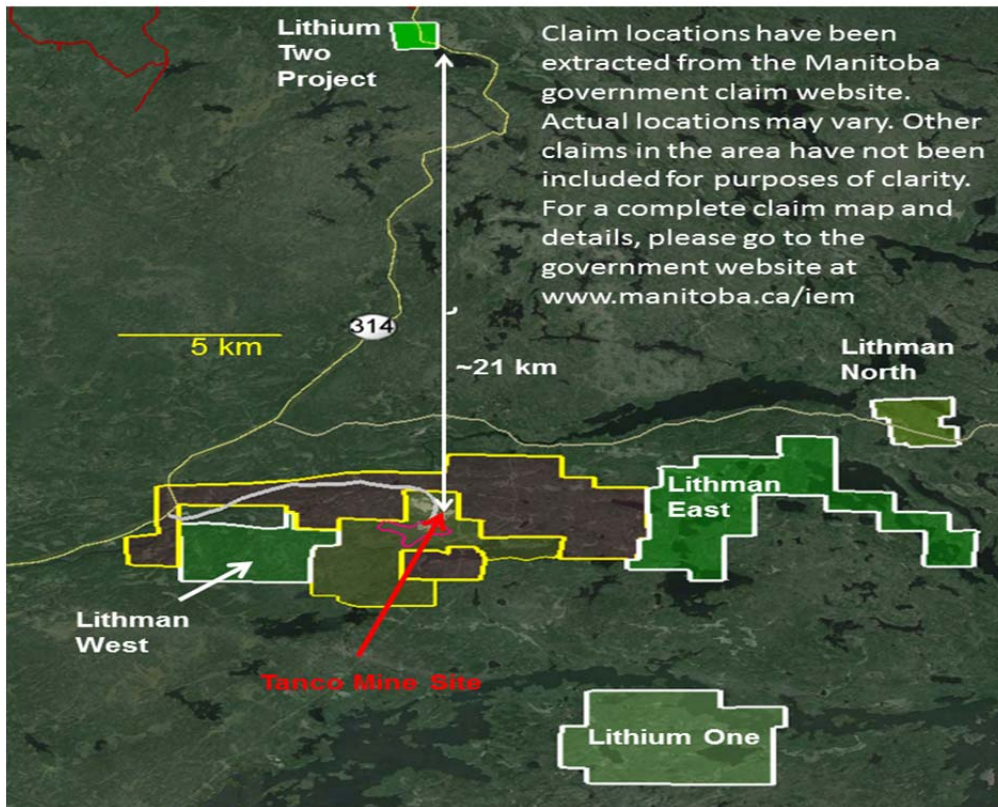 Lithium
Two
Project
Claim locations have been
extracted from the Manitoba
government claim website.
Actual locations may vary. Other
claims in the area have not been
included for purposes of clarity.
For a complete claim map and
details, please go to the
government website at
www.manitoba.ca/iem
314
5 km
~21 km
Lithman
North
Lithman
East
Lithman
West
Tanco Mine Site
Lithium One